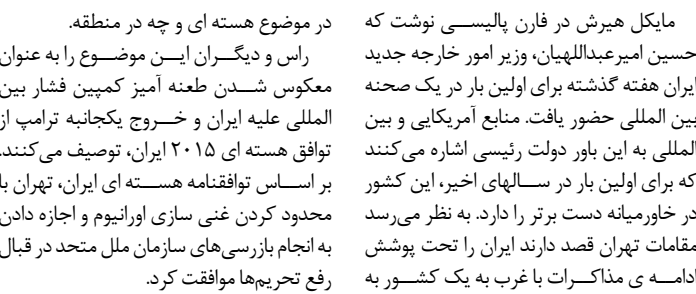 مایکل هیرش در فارن پالیسی نوشت که
حسین امیرعبداللهیان، وزیر امور خارجه جدید
ایران هفته گذشته برای اولین بار در یک صحنه
بین المللی حضور یافت. منابع آمریکایی و بین
المللی به این باور دولت رئیسی اشاره می‌کنند
که برای اولین بار در سالهای اخیر، این کشور
در خاورمیانه دست برتر را دارد. به نظر می‌رسد
مقامات تهران قصد دارند ایران را تحت پوشش
ادامه ی مذاکرات با غرب به یک کشور به
در موضوع هسته ای و چه در منطقه.
راس و دیگران این موضوع را به عنوان
معکوس شدن طعنه آمیز کمپین فشار بین
المللی علیه ایران و خروج یکجانبه ترامپ از
توافق هسته ای ۲۰۱۵ ایران، توصیف می‌کنند.
بر اساس توافقنامه هسته ای ایران، تهران با
محدود کردن غنی سازی اورانیوم و اجازه دادن
به انجام بازرسی‌های سازمان ملل متحد در قبال
رفع تحریم‌ها موافقت کرد.